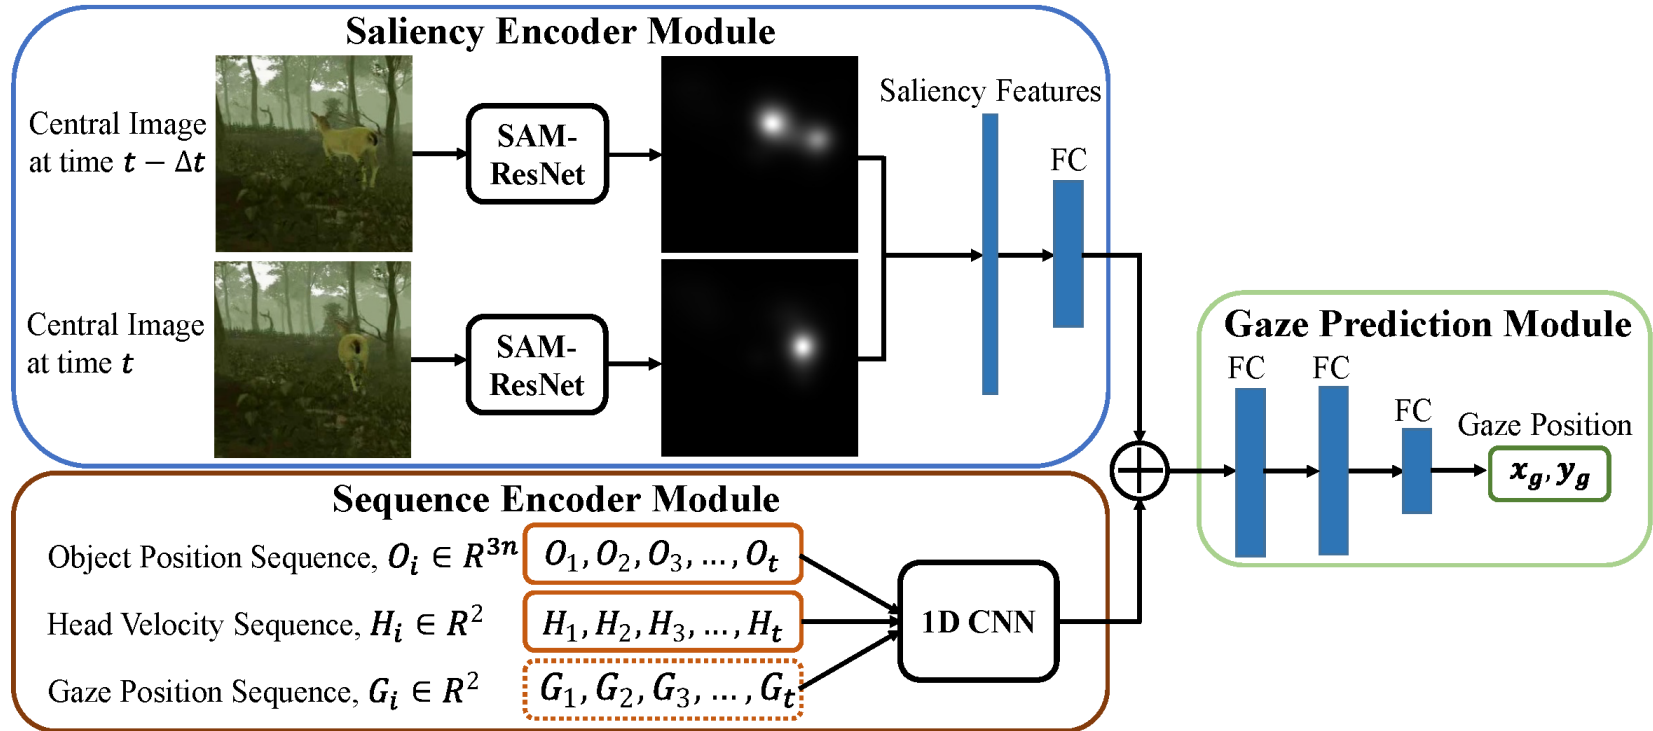 Saliency Encoder Module
Central Image
at time t − Δt
SAM-
ResNet
Saliency Features
FC
Central Image
at time t
SAM-
ResNet
Gaze Prediction Module
FC
FC
FC
Gaze Position
x_g, y_g
Sequence Encoder Module
Object Position Sequence, O_i ∈ R^{3n}
O_1, O_2, O_3, …, O_t
Head Velocity Sequence, H_i ∈ R^2
H_1, H_2, H_3, …, H_t
Gaze Position Sequence, G_i ∈ R^2
G_1, G_2, G_3, …, G_t
1D CNN